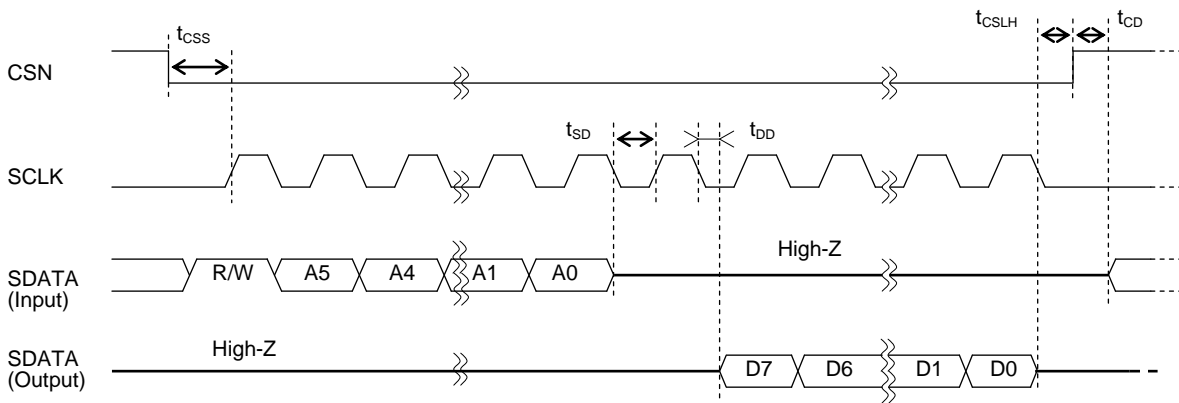 tCSS
tCSLH
tCD
CSN
tSD
tDD
SCLK
High-Z
SDATA
(Input)
R/W A5 A4 A1 A0
High-Z
SDATA
(Output)
D7 D6 D1 D0